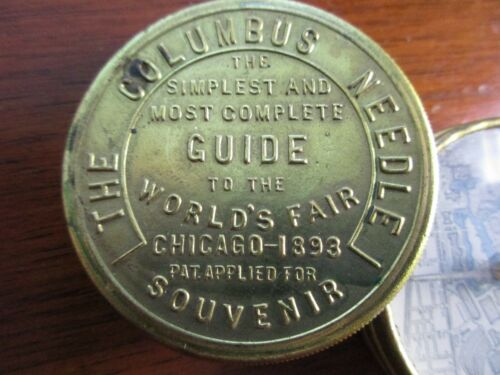 THE COLUMBUS NEEDLE
THE
SIMPLEST AND
MOST COMPLETE
GUIDE
TO THE
WORLD'S FAIR
CHICAGO-1893
PAT. APPLIED FOR
SOUVENIR